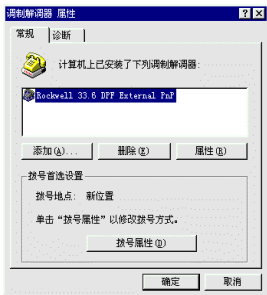 调制解调器 属性
常规
诊断
计算机上已安装了下列调制解调器:
Rockwell 33.6 DPF External PnP
添加(A)...
删除(E)
属性(R)
拨号首选设置
拨号地点: 新位置
单击“拨号属性”以修改拨号方式。
拨号属性(D)
确定
取消